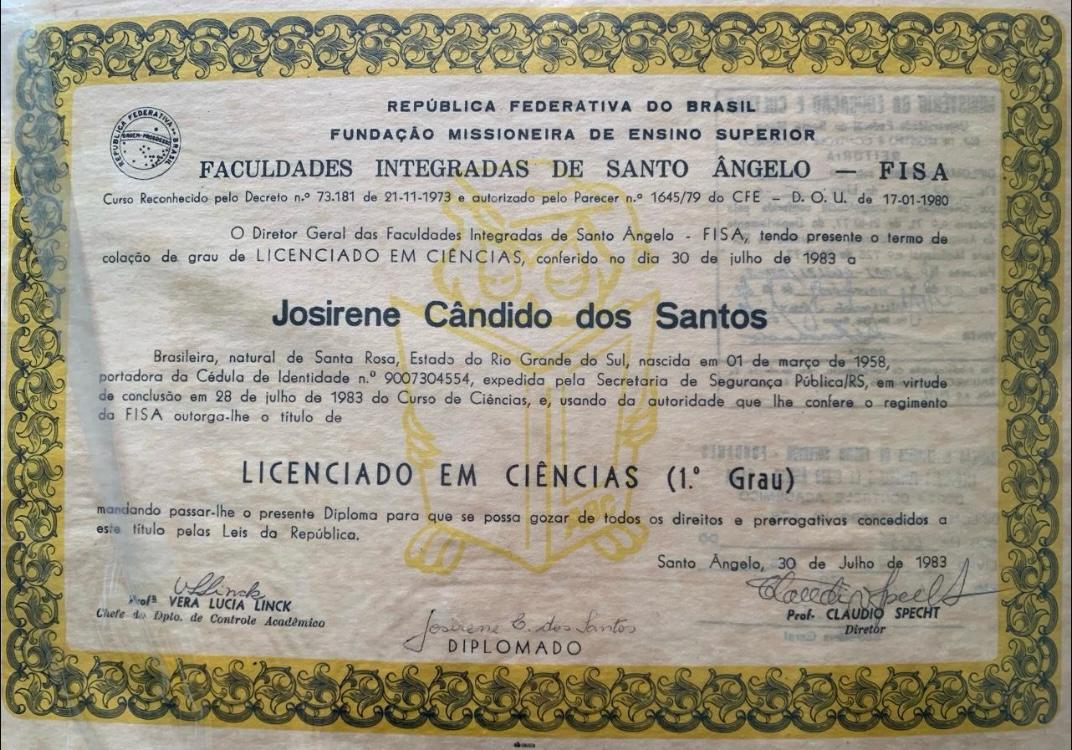 REPÚBLICA FEDERATIVA DO BRASIL
FUNDAÇÃO MISSIONEIRA DE ENSINO SUPERIOR
FACULDADES INTEGRADAS DE SANTO ÂNGELO — FISA
Curso Reconhecido pelo Decreto n.º 73.181 de 21-11-1973 e autorizado pelo Parecer n.º 1645/79 do CFE - D. O. U. de 17-01-1980
O Diretor Geral das Faculdades Integradas de Santo Ângelo - FISA, tendo presente o termo de
colação de grau de LICENCIADO EM CIÊNCIAS, conferido no dia 30 de julho de 1983 a
Josirene Cândido dos Santos
Brasileira, natural de Santa Rosa, Estado do Rio Grande do Sul, nascida em 01 de março de 1958,
portadora da Cédula de Identidade n.º 9007304554, expedida pela Secretaria de Segurança Pública/RS, em virtude
de conclusão em 28 de julho de 1983 do Curso de Ciências, e, usando da autoridade que lhe confere o regimento
da FISA outorga-lhe o título de
LICENCIADO EM CIÊNCIAS (1.º Grau)
mandando passar-lhe o presente Diploma para que se possa gozar de todos os direitos e prerrogativas concedidos a
este título pelas Leis da República.
Santo Ângelo, 30 de Julho de 1983
Profª VERA LUCIA LINCK
Chefe do Dpto. de Controle Acadêmico
Josirene C. dos Santos
DIPLOMADO
Prof. CLAUDIO SPECHT
Diretor